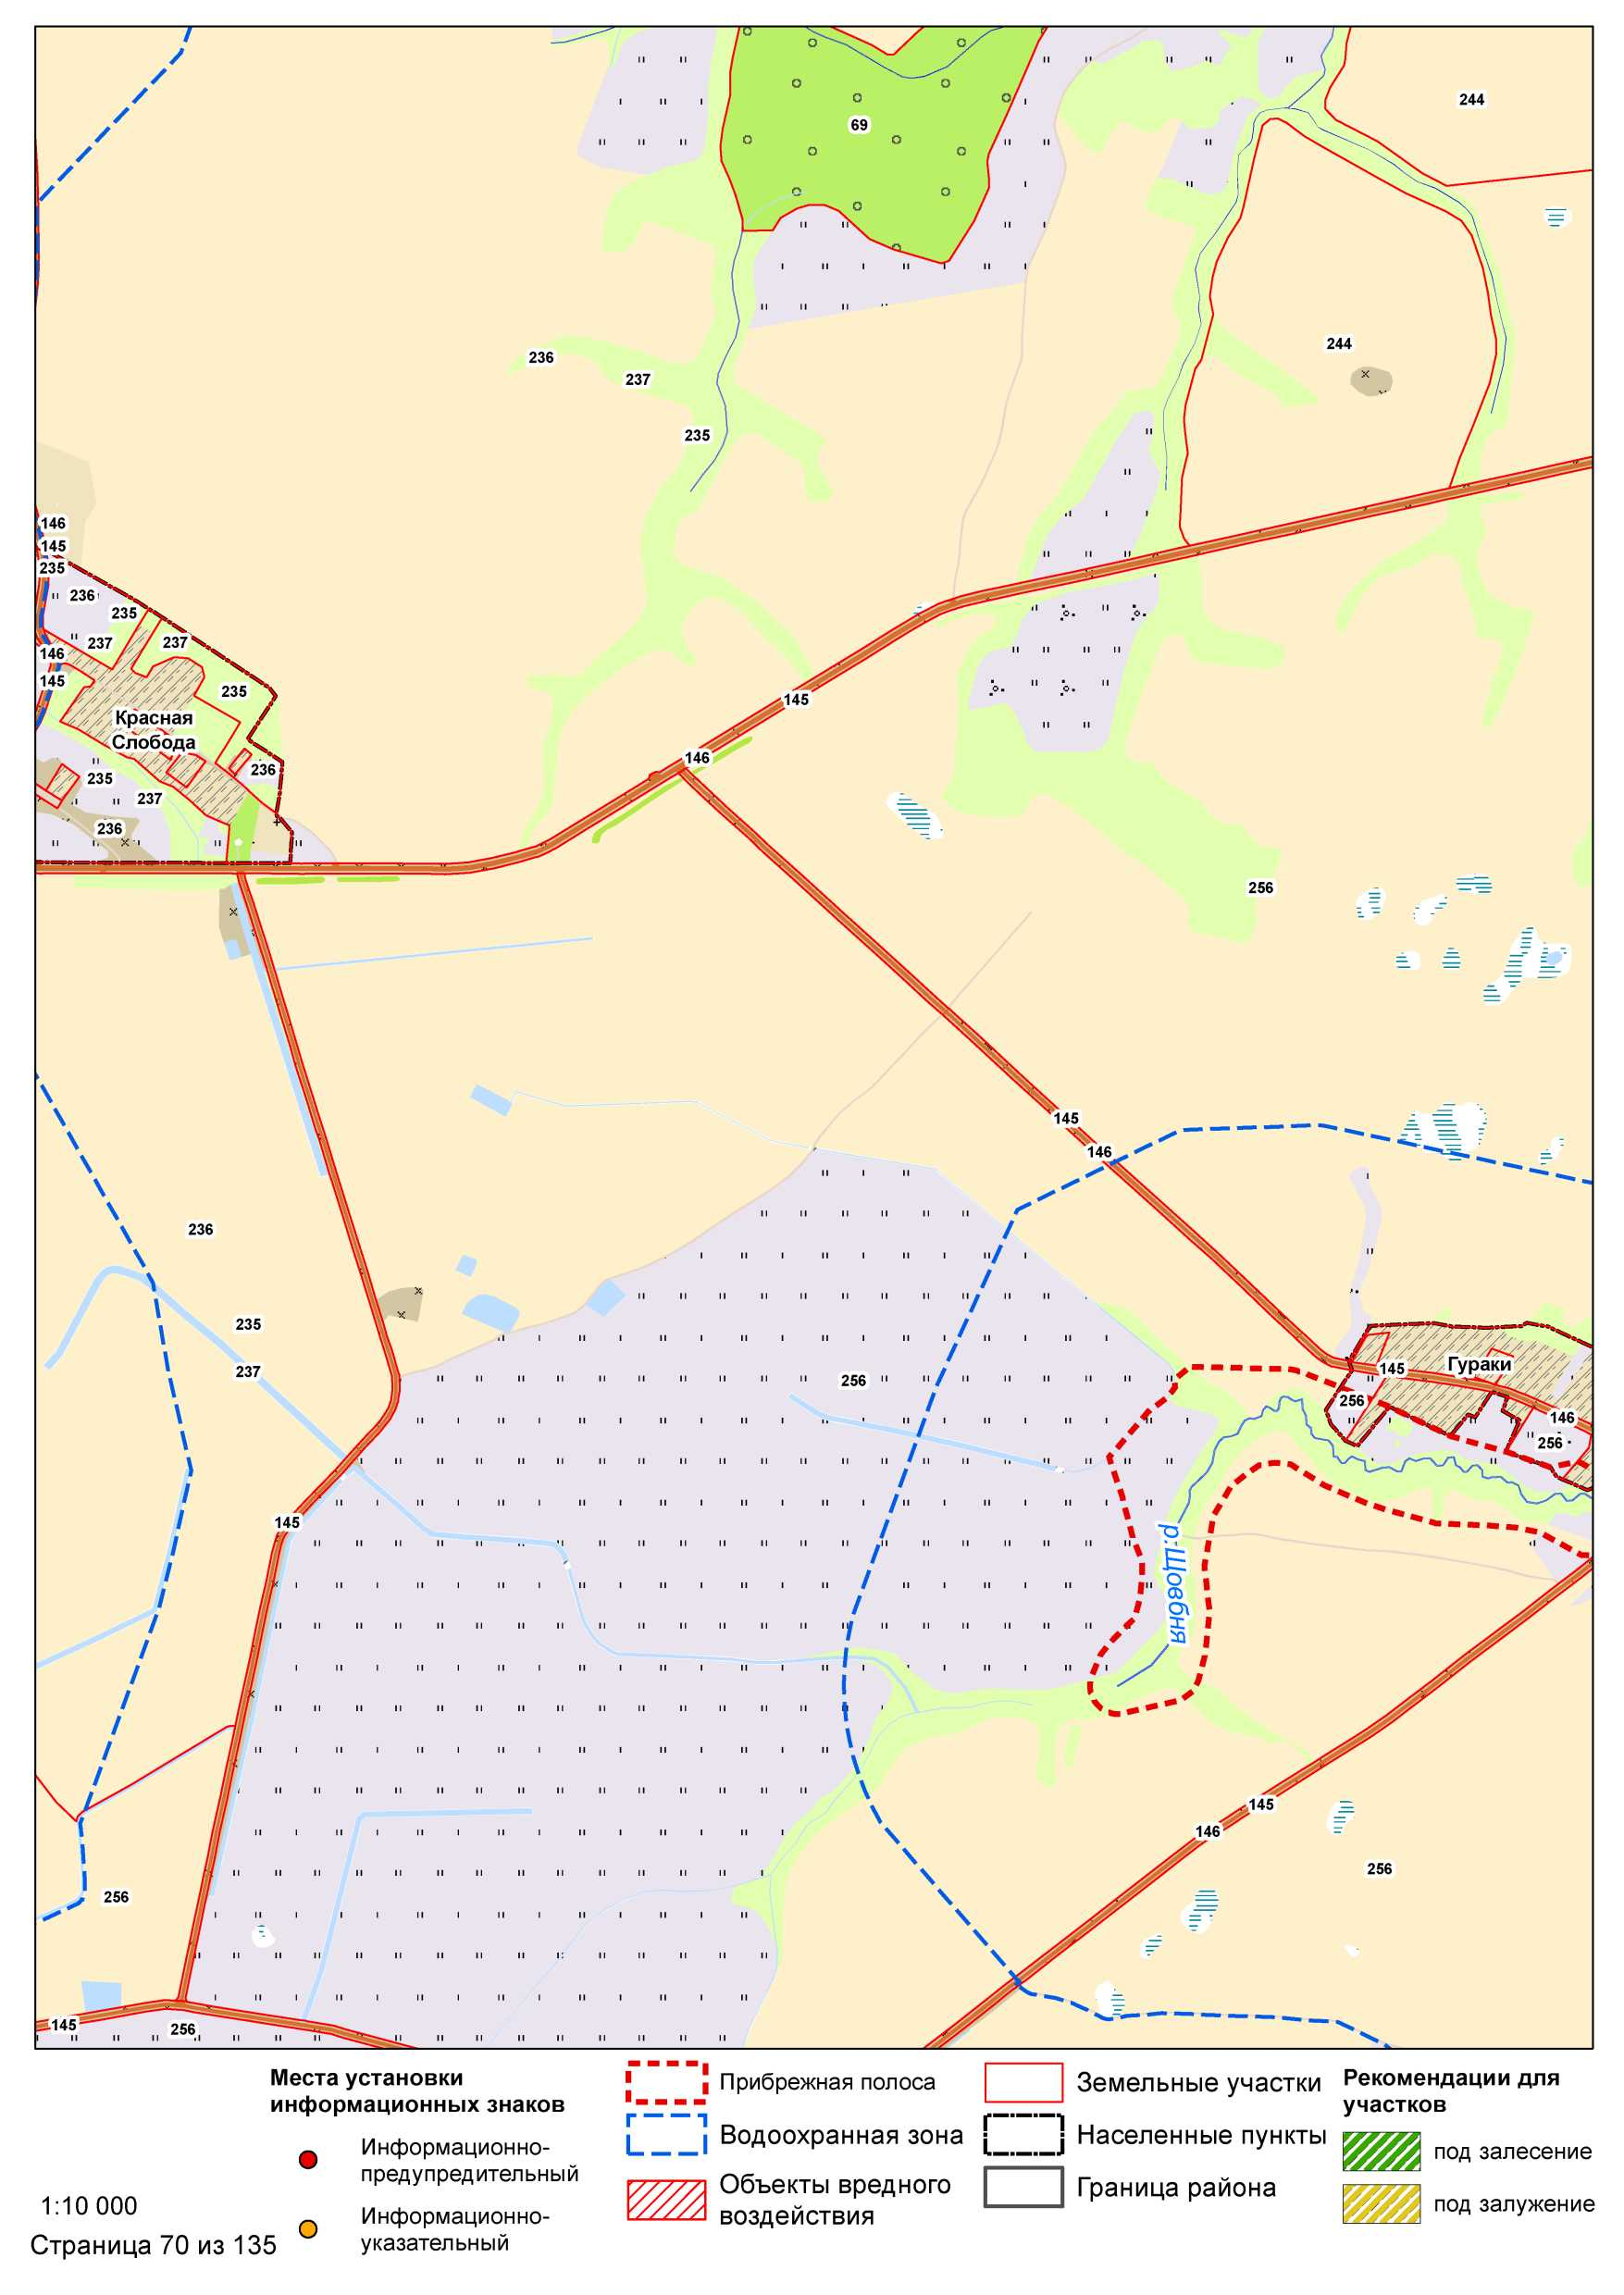 244
69
244
236
237
235
146
145
235
236
235
237
237
146
145
235
Красная
Слобода
236
235
237
236
145
146
256
145
146
236
235
237
256
145
Гураки
145
256
146
256
р.Щовбня
145
146
256
256
145
256
Места установки
информационных знаков
Информационно-
предупредительный
Информационно-
указательный
Прибрежная полоса
Водоохранная зона
Объекты вредного
воздействия
Земельные участки
Населенные пункты
Граница района
Рекомендации для
участков
под залесение
под залужение
1:10 000
Страница 70 из 135
145